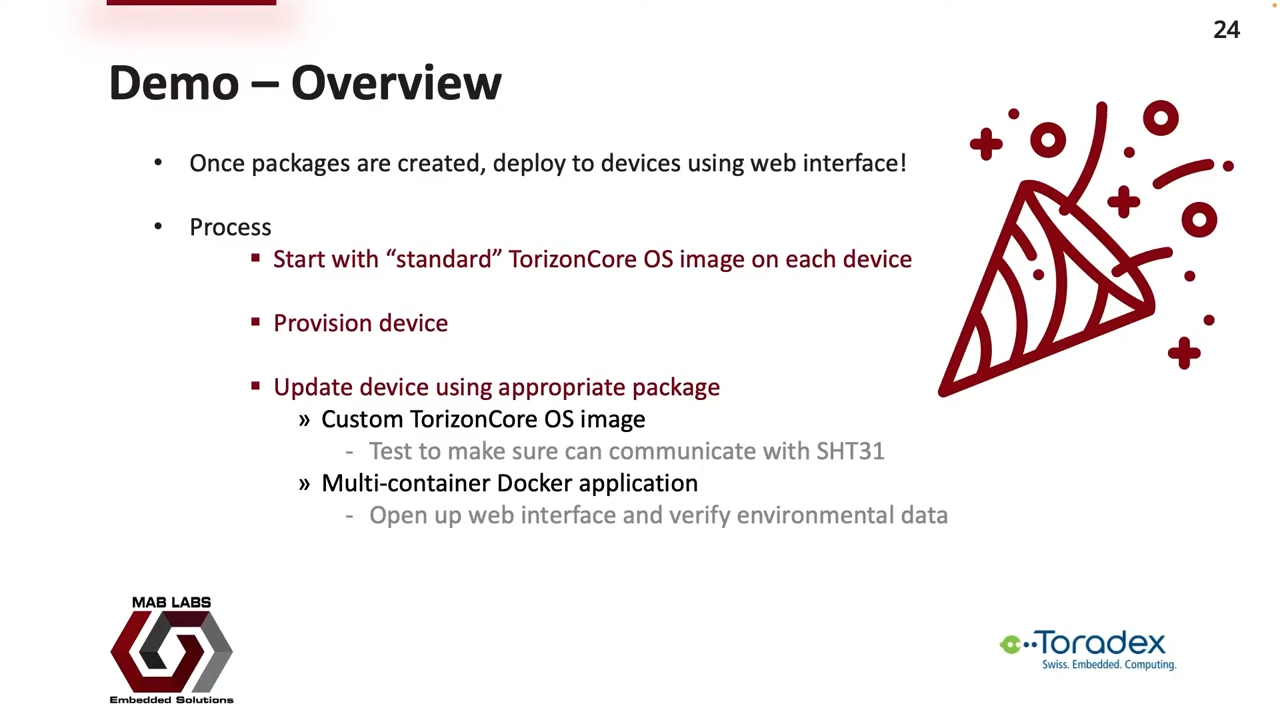 24
Demo – Overview
• Once packages are created, deploy to devices using web interface!
• Process
▪ Start with “standard” TorizonCore OS image on each device
▪ Provision device
▪ Update device using appropriate package
» Custom TorizonCore OS image
- Test to make sure can communicate with SHT31
» Multi-container Docker application
- Open up web interface and verify environmental data
MAB LABS
Embedded Solutions
Toradex
Swiss. Embedded. Computing.